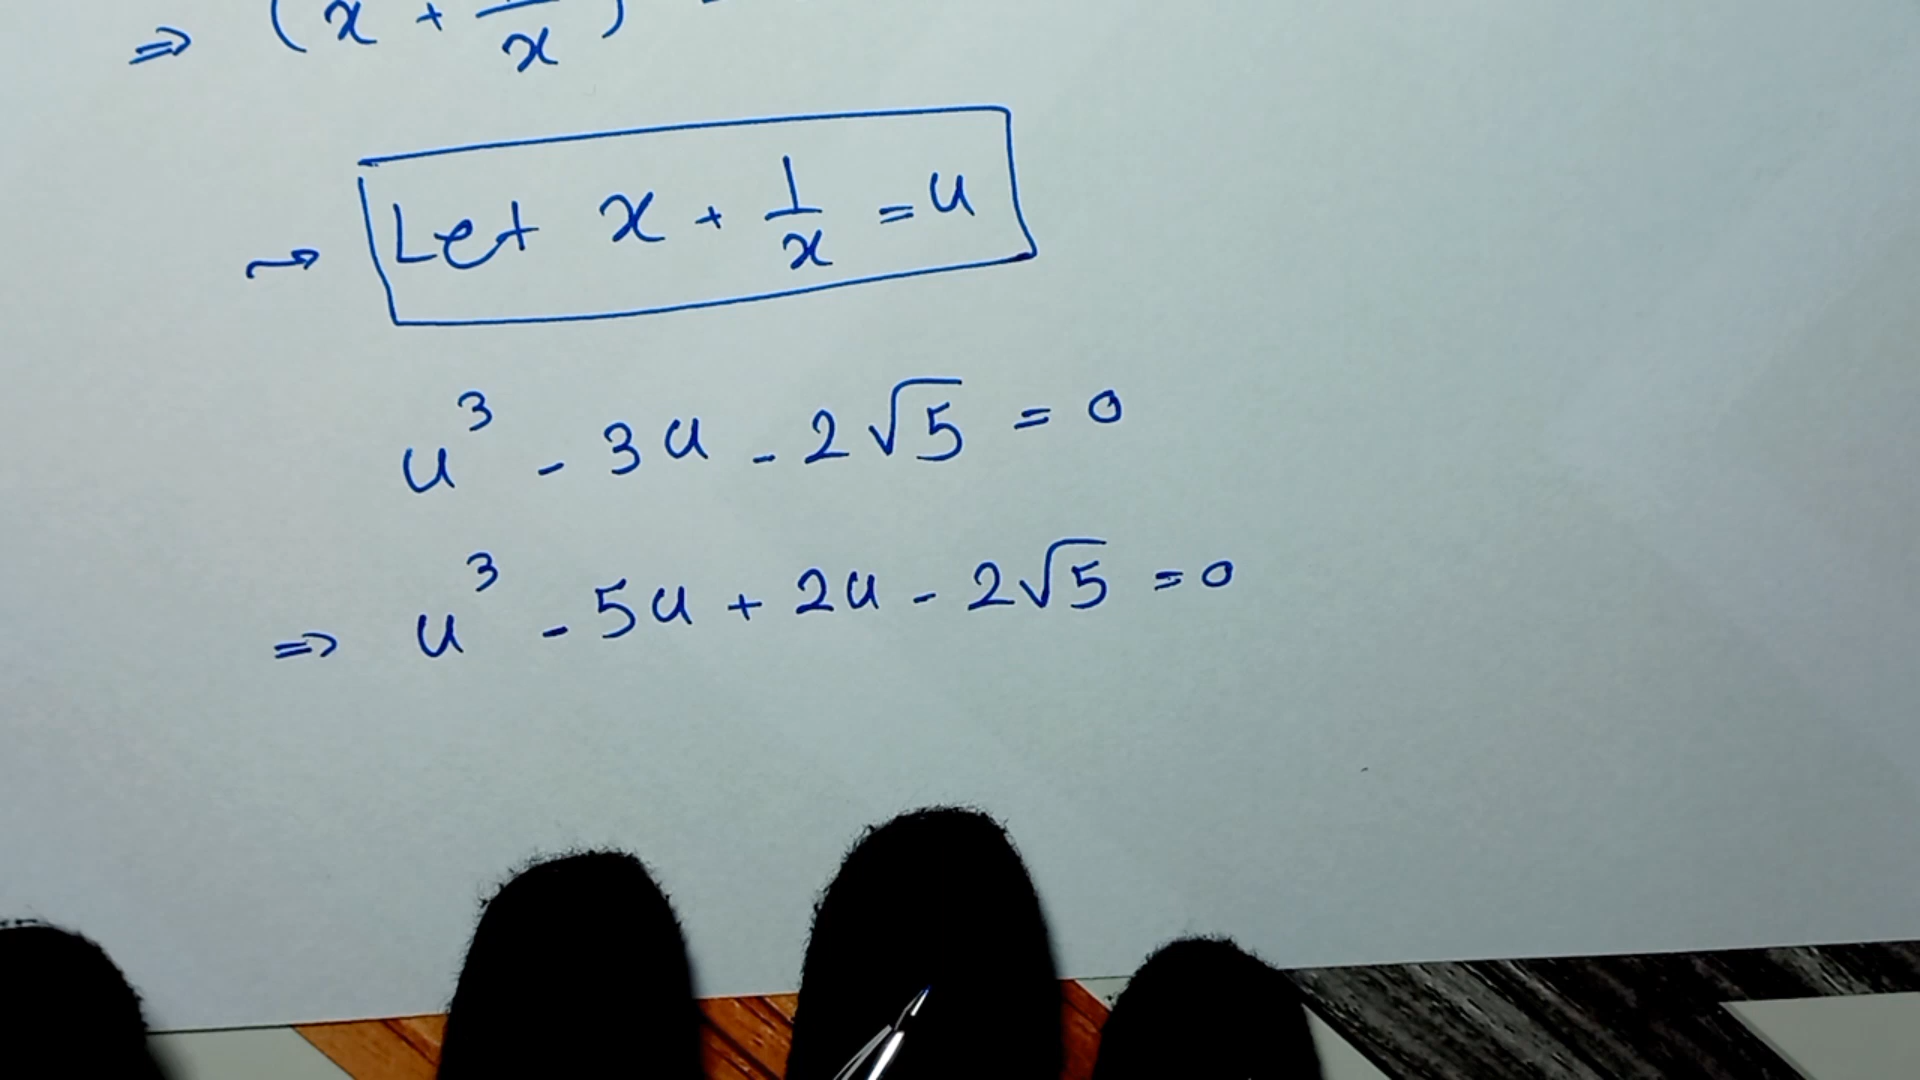 ⇒ (x + /x)
→ Let x + 1/x = u
u³ - 3u - 2√5 = 0
⇒ u³ - 5u + 2u - 2√5 = 0